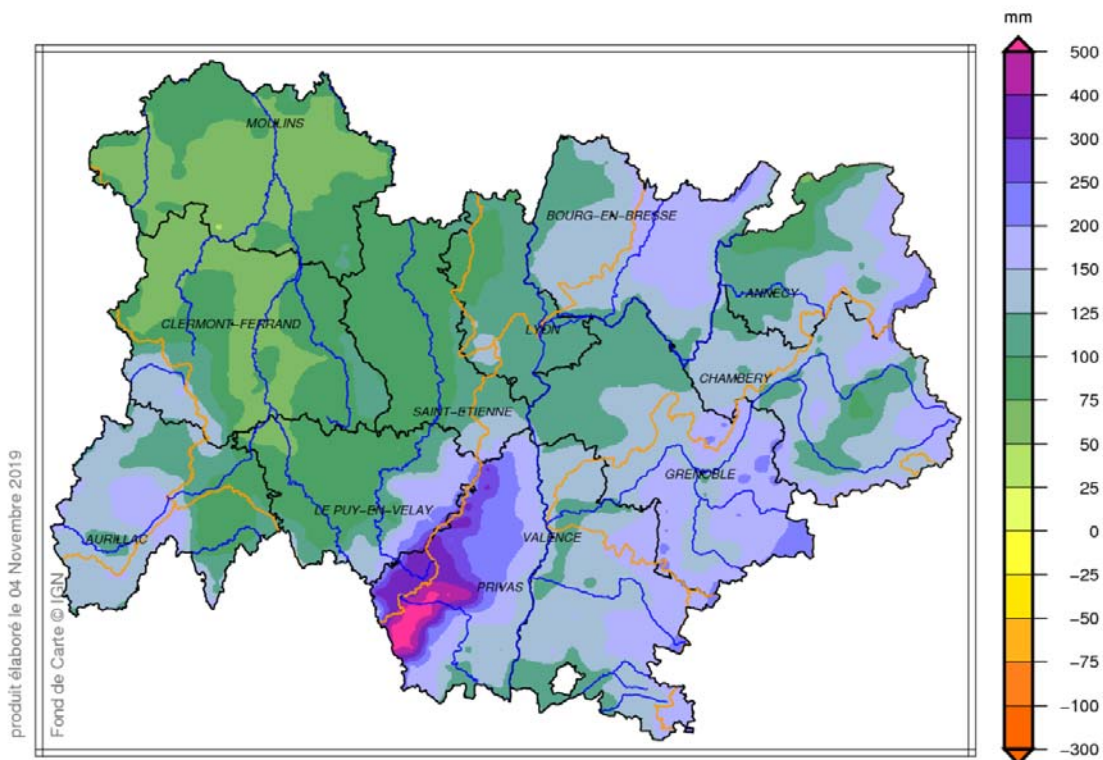 mm
500
400
300
250
200
150
125
100
75
50
25
0
−25
−50
−75
−100
−300
MOULINS
BOURG−EN−BRESSE
ANNECY
CLERMONT−FERRAND
LYON
CHAMBERY
SAINT−ETIENNE
GRENOBLE
LE PUY−EN−VELAY
AURILLAC
VALENCE
PRIVAS
produit élaboré le 04 Novembre 2019
Fond de Carte © IGN